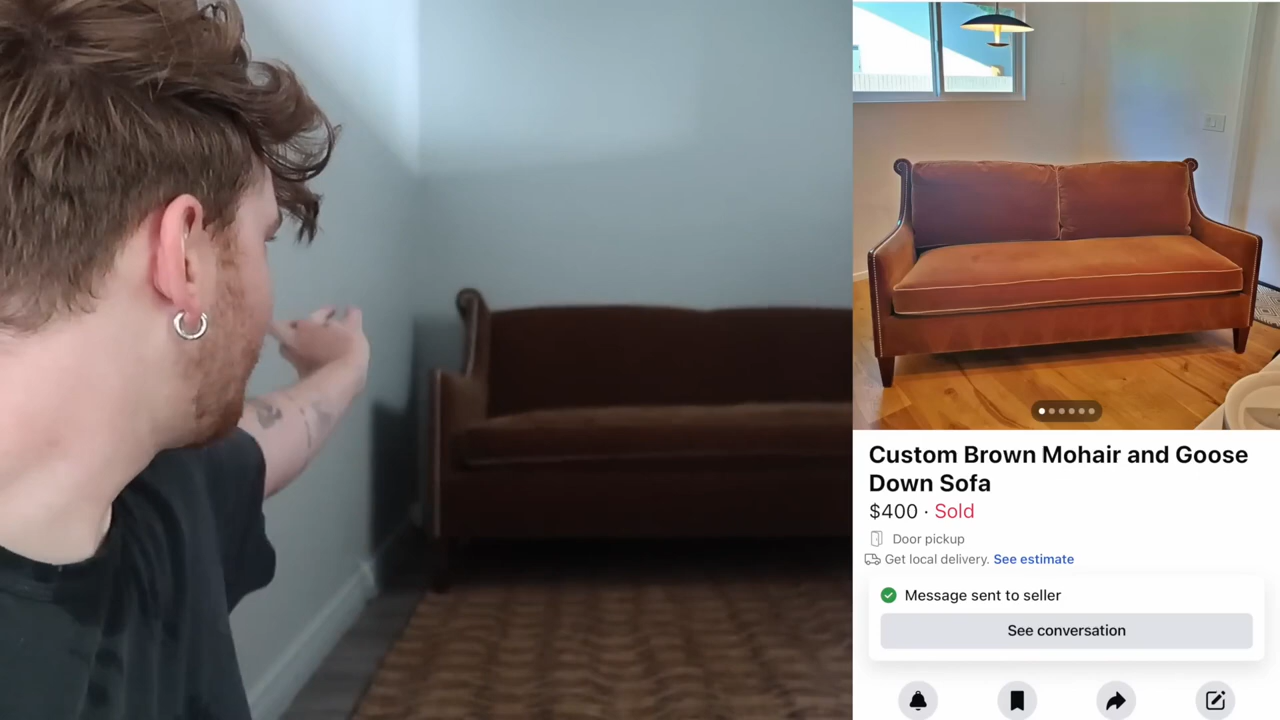 Custom Brown Mohair and Goose
Down Sofa
$400 · Sold
Door pickup
Get local delivery. See estimate
Message sent to seller
See conversation